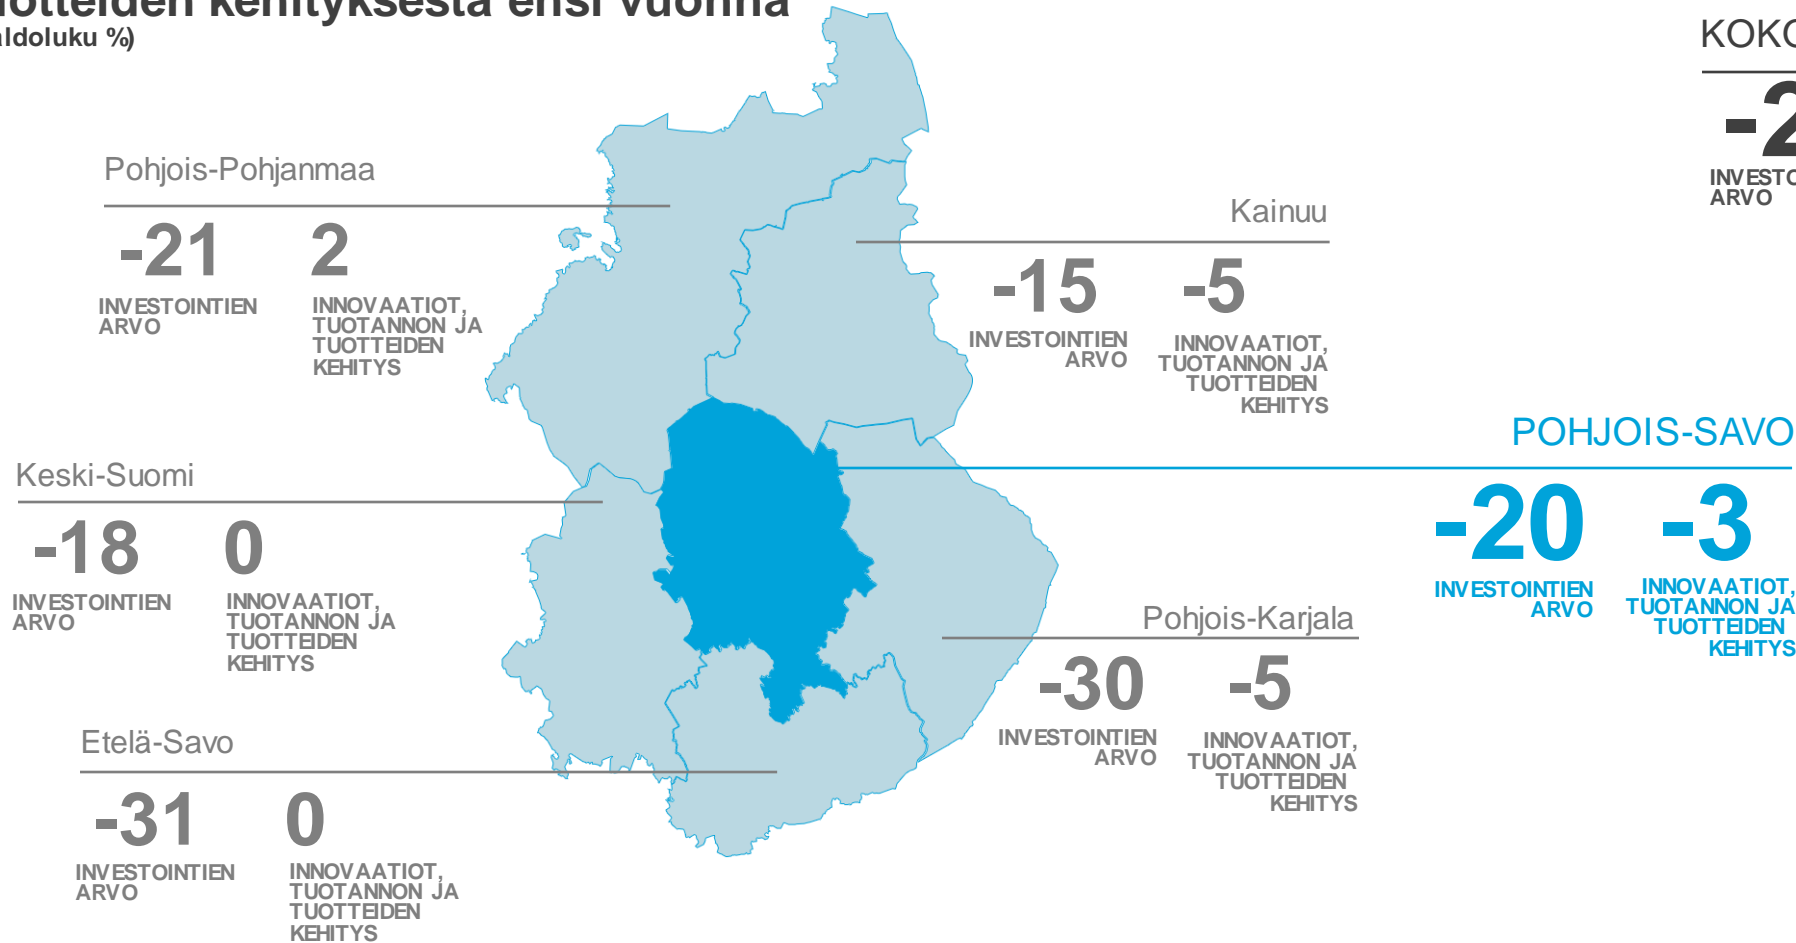 kehityksestä ensi vuonna
%)
Pohjois-Pohjanmaa
-21 2
INVESTOINTIEN
ARVO
INNOVAATIOT,
TUOTANNON JA
TUOTTEIDEN
KEHITYS
Kainuu
-15 -5
INVESTOINTIEN
ARVO
INNOVAATIOT,
TUOTANNON JA
TUOTTEIDEN
KEHITYS
ARVO
POHJOIS-SAVO
-20 -3
INVESTOINTIEN
ARVO
INNOVAATIOT,
TUOTANNON JA
TUOTTEIDEN
KEHITYS
Keski-Suomi
-18 0
INVESTOINTIEN
ARVO
INNOVAATIOT,
TUOTANNON JA
TUOTTEIDEN
KEHITYS
Pohjois-Karjala
-30 -5
INVESTOINTIEN
ARVO
INNOVAATIOT,
TUOTANNON JA
TUOTTEIDEN
KEHITYS
Etelä-Savo
-31 0
INVESTOINTIEN
ARVO
INNOVAATIOT,
TUOTANNON JA
TUOTTEIDEN
KEHITYS